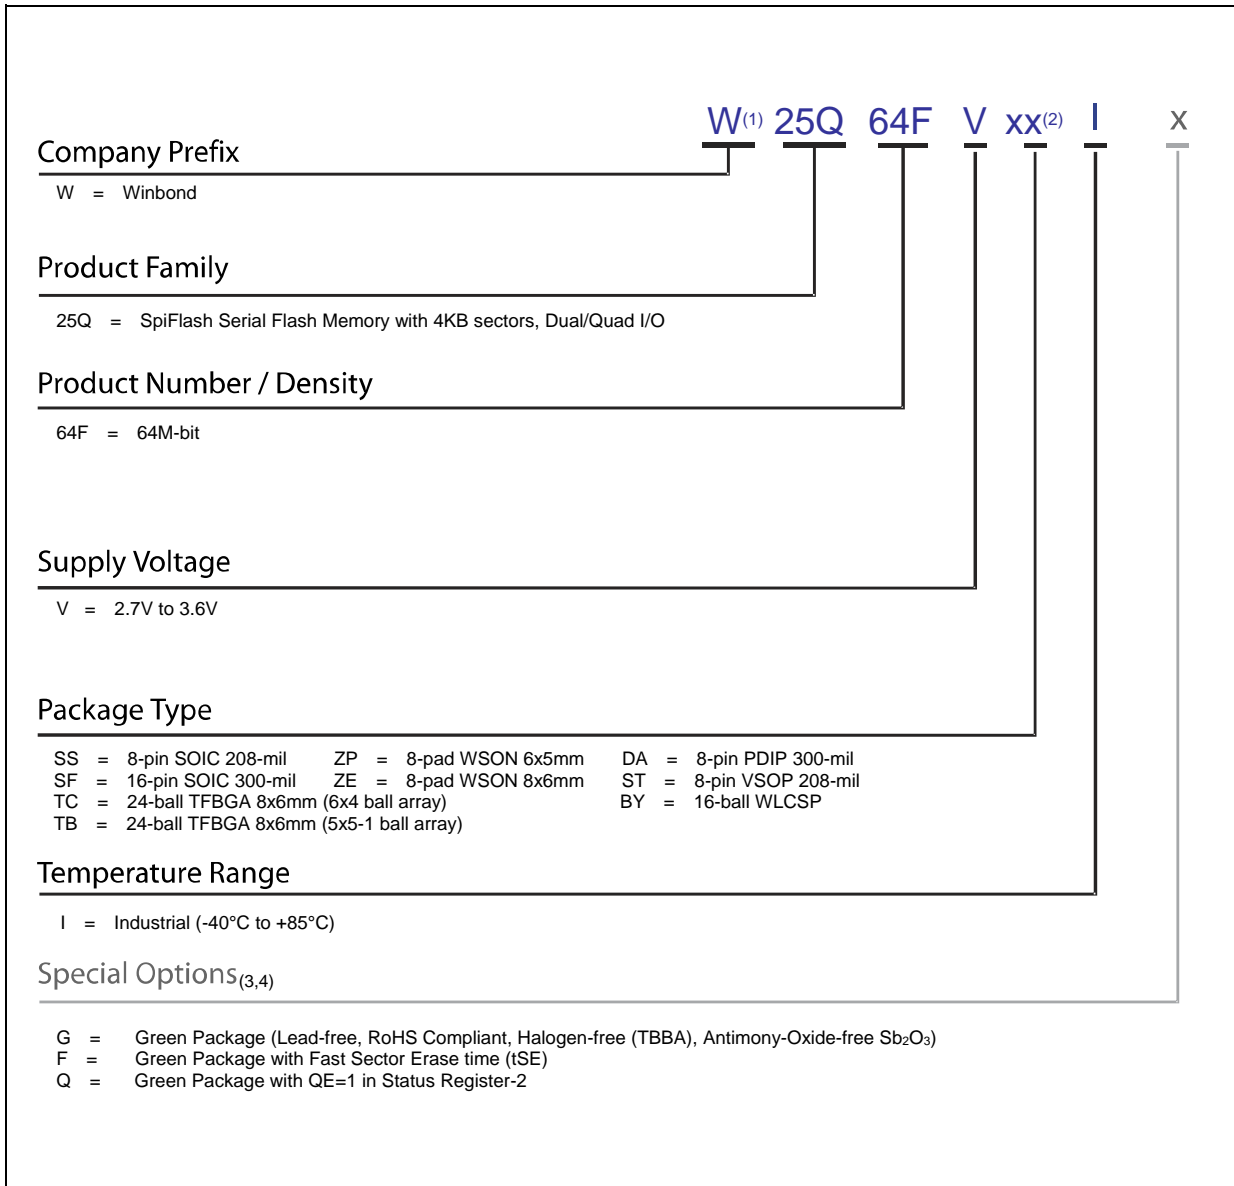 W(1) 25Q 64F V xx(2) I x
Company Prefix
W = Winbond
Product Family
25Q = SpiFlash Serial Flash Memory with 4KB sectors, Dual/Quad I/O
Product Number / Density
64F = 64M-bit
Supply Voltage
V = 2.7V to 3.6V
Package Type
SS = 8-pin SOIC 208-mil ZP = 8-pad WSON 6x5mm DA = 8-pin PDIP 300-mil
SF = 16-pin SOIC 300-mil ZE = 8-pad WSON 8x6mm ST = 8-pin VSOP 208-mil
TC = 24-ball TFBGA 8x6mm (6x4 ball array) BY = 16-ball WLCSP
TB = 24-ball TFBGA 8x6mm (5x5-1 ball array)
Temperature Range
I = Industrial (-40°C to +85°C)
Special Options(3,4)
G = Green Package (Lead-free, RoHS Compliant, Halogen-free (TBBA), Antimony-Oxide-free Sb₂O₃)
F = Green Package with Fast Sector Erase time (tSE)
Q = Green Package with QE=1 in Status Register-2